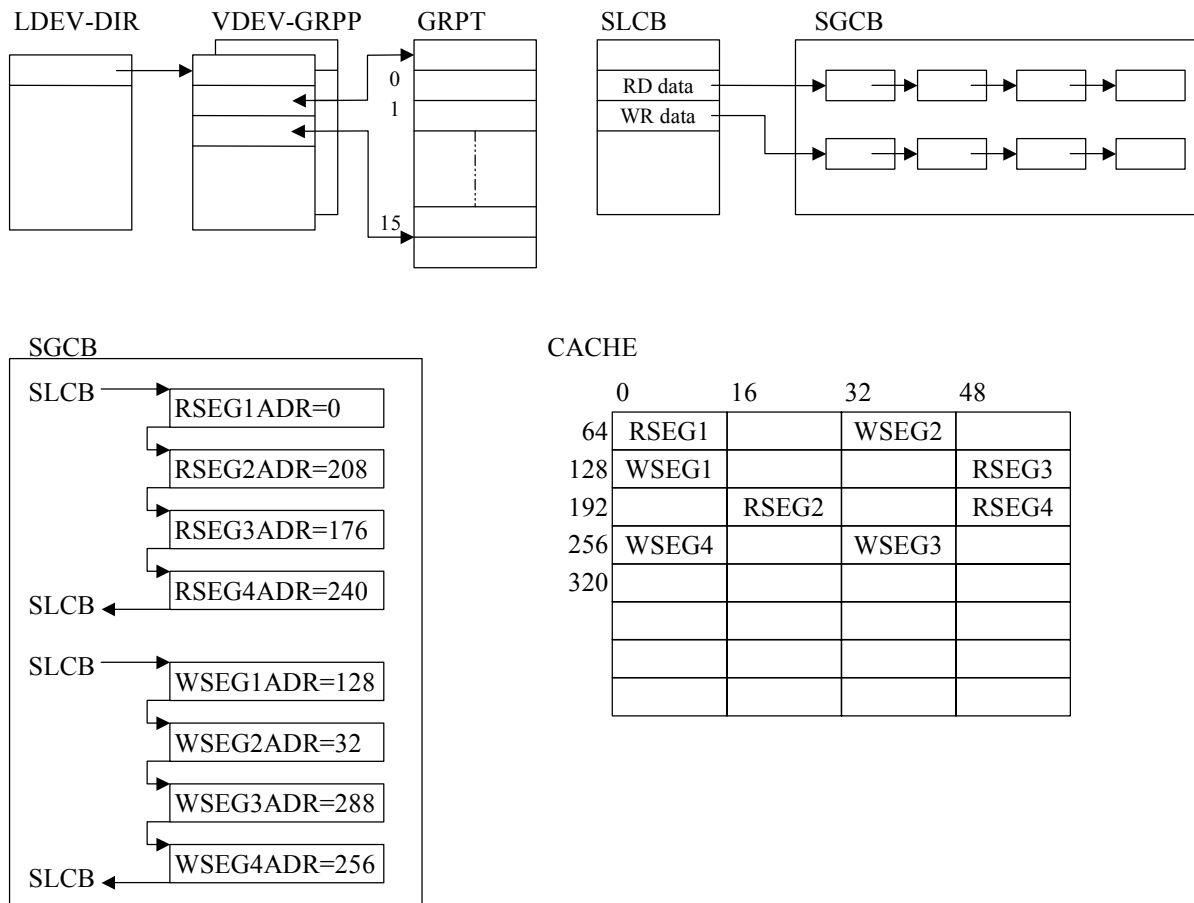 LDEV-DIR VDEV-GRPP GRPT SLCB SGCB
0
1
15
RD data
WR data
SGCB
SLCB
RSEG1ADR=0
RSEG2ADR=208
RSEG3ADR=176
RSEG4ADR=240
SLCB
SLCB
WSEG1ADR=128
WSEG2ADR=32
WSEG3ADR=288
WSEG4ADR=256
SLCB
CACHE
0 16 32 48
64 RSEG1 WSEG2
128 WSEG1 RSEG3
192 RSEG2 RSEG4
256 WSEG4 WSEG3
320